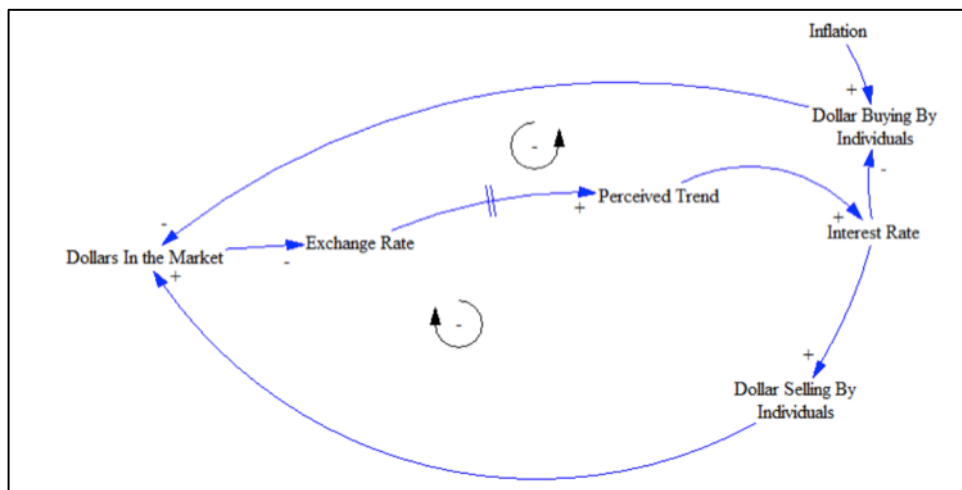 Inflation
+
Dollar Buying By
Individuals
-
-
Perceived Trend
+
+
Interest Rate
-
Exchange Rate
-
Dollars In the Market
+
-
+
Dollar Selling By
Individuals